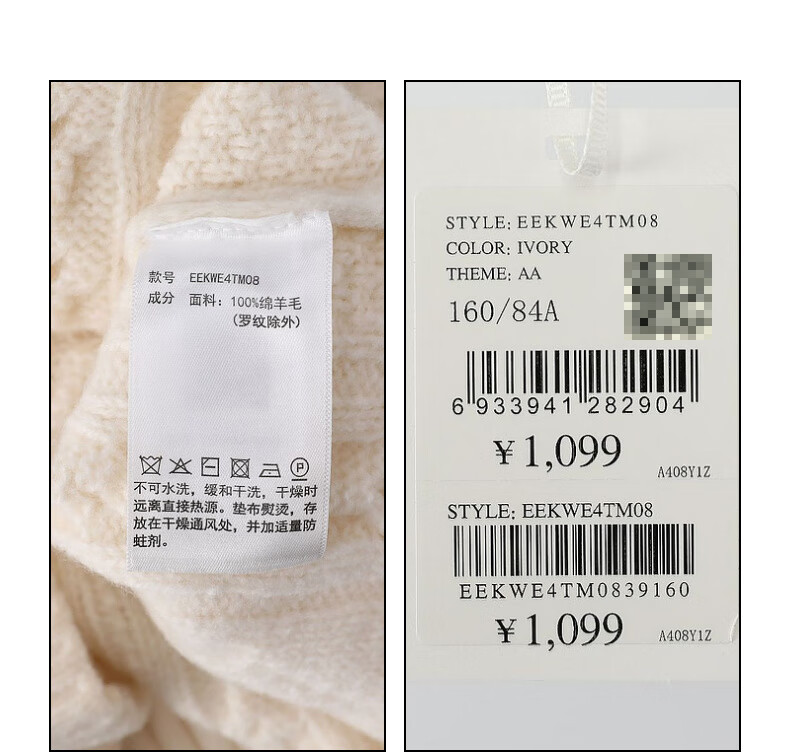 款号 EEKWE4TM08
成分 面料：100%绵羊毛
（罗纹除外）
P
不可水洗，缓和干洗，干燥时
远离直接热源。垫布熨烫，存
放在干燥通风处，并加适量防
蛀剂。
STYLE: EEKWE4TM08
COLOR: IVORY
THEME: AA
160/84A
6 933941 282904
¥1,099
A408Y1Z
STYLE: EEKWE4TM08
EEKWE4TM0839160
¥1,099
A408Y1Z